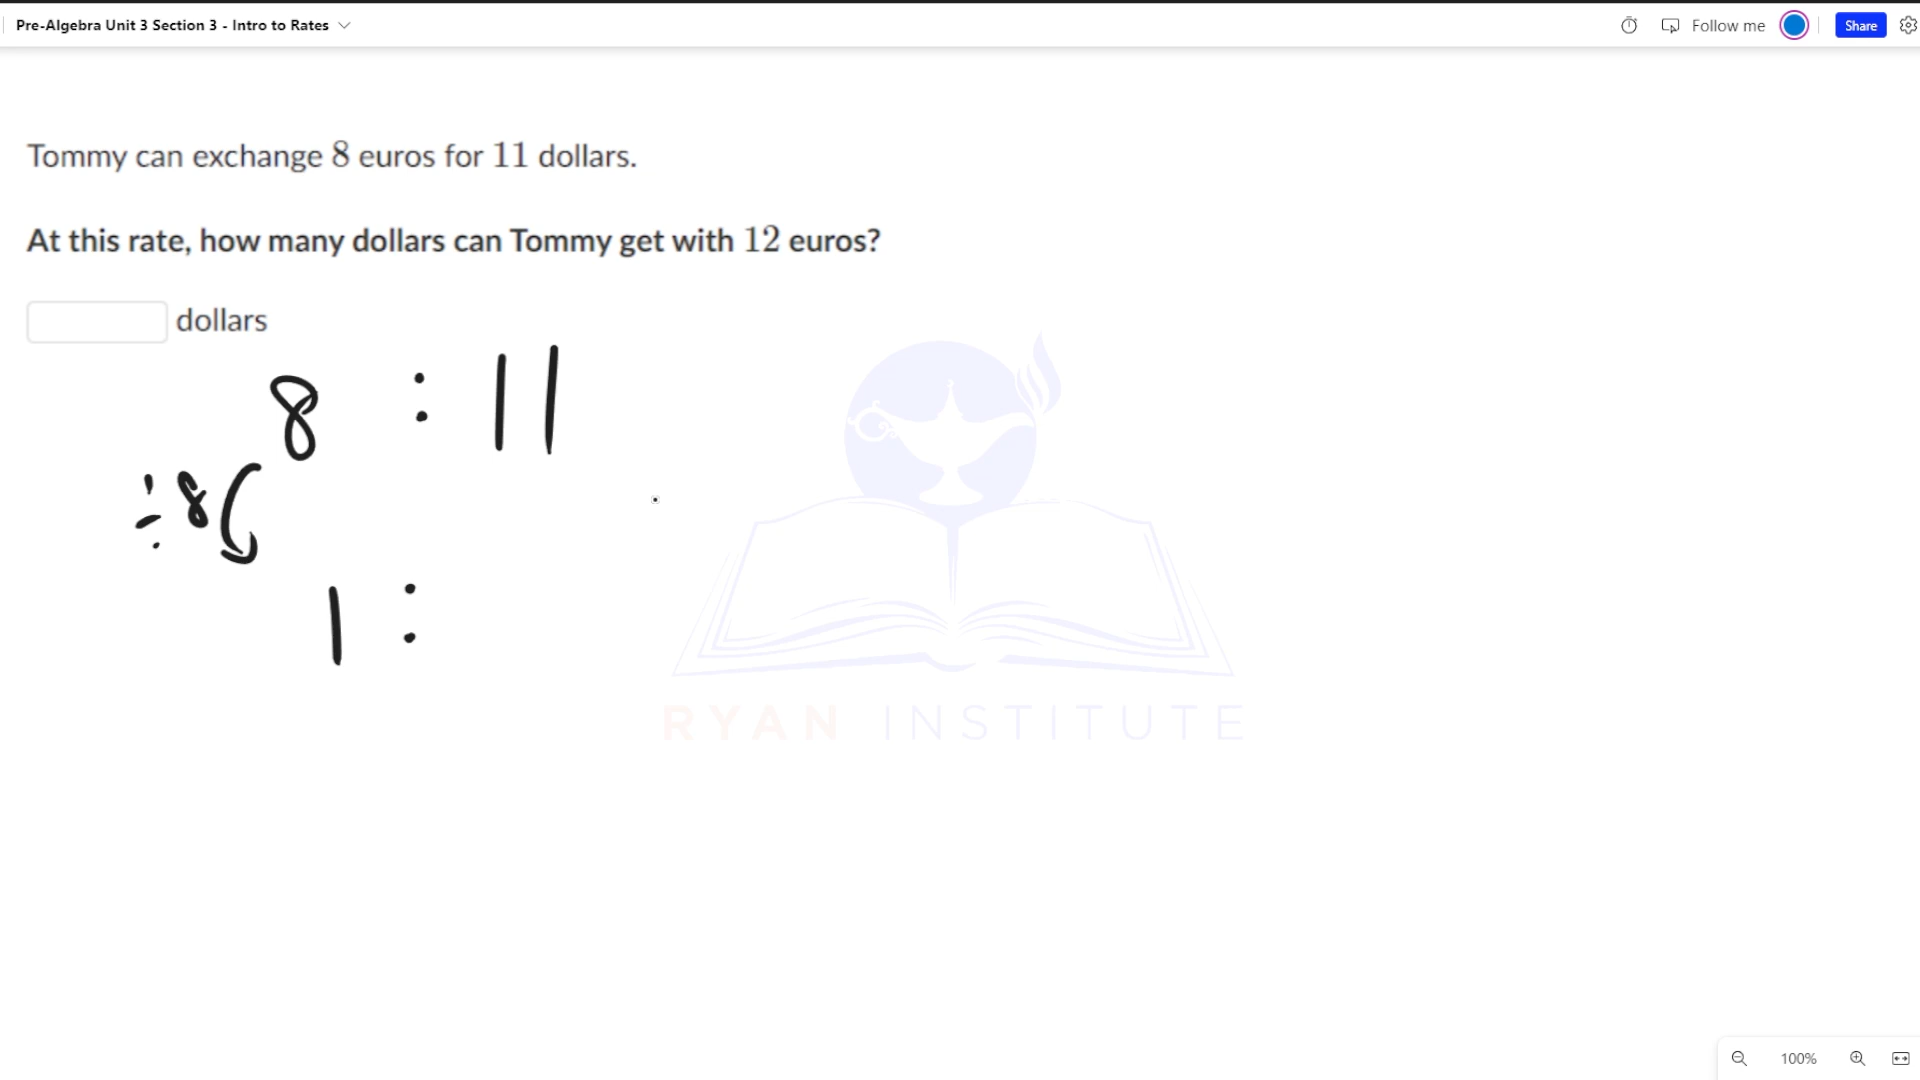 Pre-Algebra Unit 3 Section 3 - Intro to Rates
Follow me
Share
Tommy can exchange 8 euros for 11 dollars.
At this rate, how many dollars can Tommy get with 12 euros?
dollars
8 : 11
÷8
1 :
RYAN INSTITUTE
100%